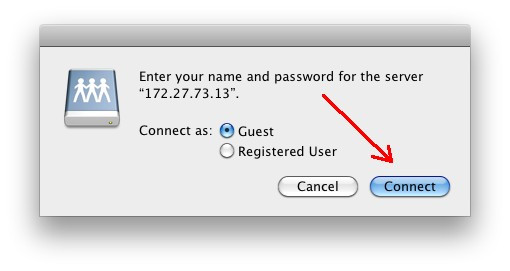 Enter your name and password for the server
“172.27.73.13”.
Connect as: Guest
Registered User
Cancel Connect